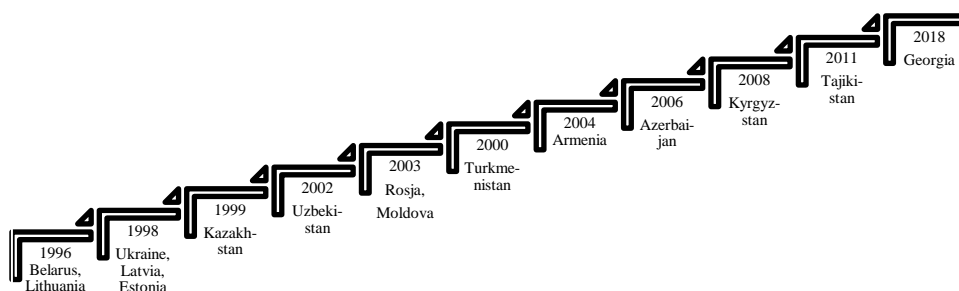 1996
Belarus,
Lithuania
1998
Ukraine,
Latvia,
Estonia
1999
Kazakh-
stan
2002
Uzbeki-
stan
2003
Rosja,
Moldova
2000
Turkme-
nistan
2004
Armenia
2006
Azerbai-
jan
2008
Kyrgyz-
stan
2011
Tajiki-
stan
2018
Georgia